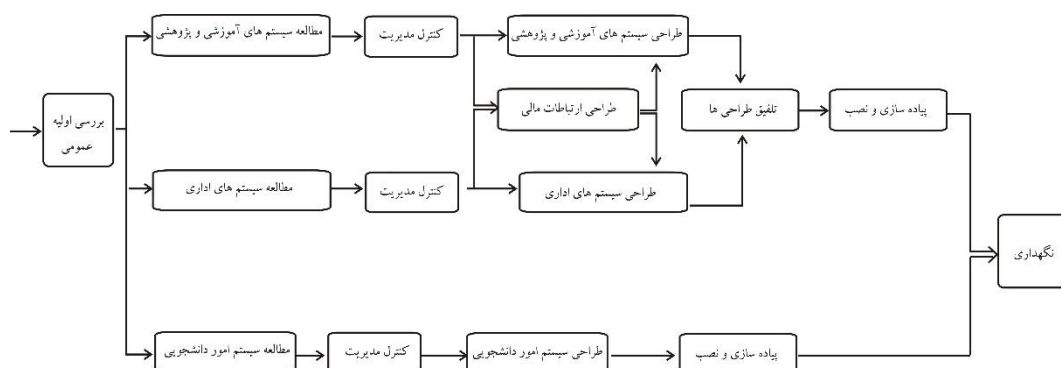 مطالعه سیستم های آموزشی و پژوهشی
کنترل مدیریت
طراحی سیستم های آموزشی و پژوهشی
بررسی اولیه
عمومی
طراحی ارتباطات مالی
تلفیق طراحی ها
پیاده سازی و نصب
مطالعه سیستم های اداری
کنترل مدیریت
طراحی سیستم های اداری
نگهداری
مطالعه سیستم امور دانشجویی
کنترل مدیریت
طراحی سیستم امور دانشجویی
پیاده سازی و نصب